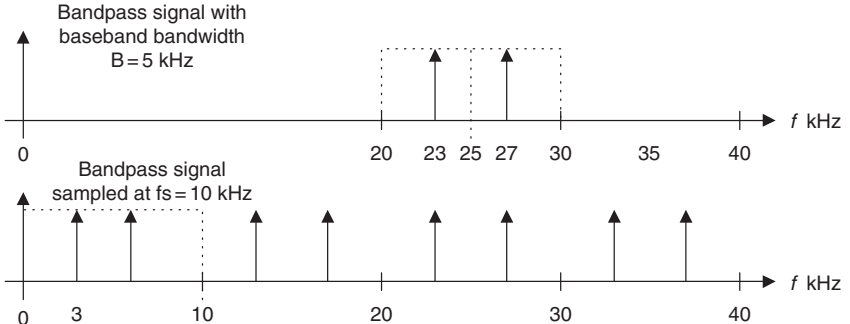 Bandpass signal with
baseband bandwidth
B = 5 kHz
f kHz
0 20 23 25 27 30 35 40
Bandpass signal
sampled at fs = 10 kHz
f kHz
0 3 10 20 30 40